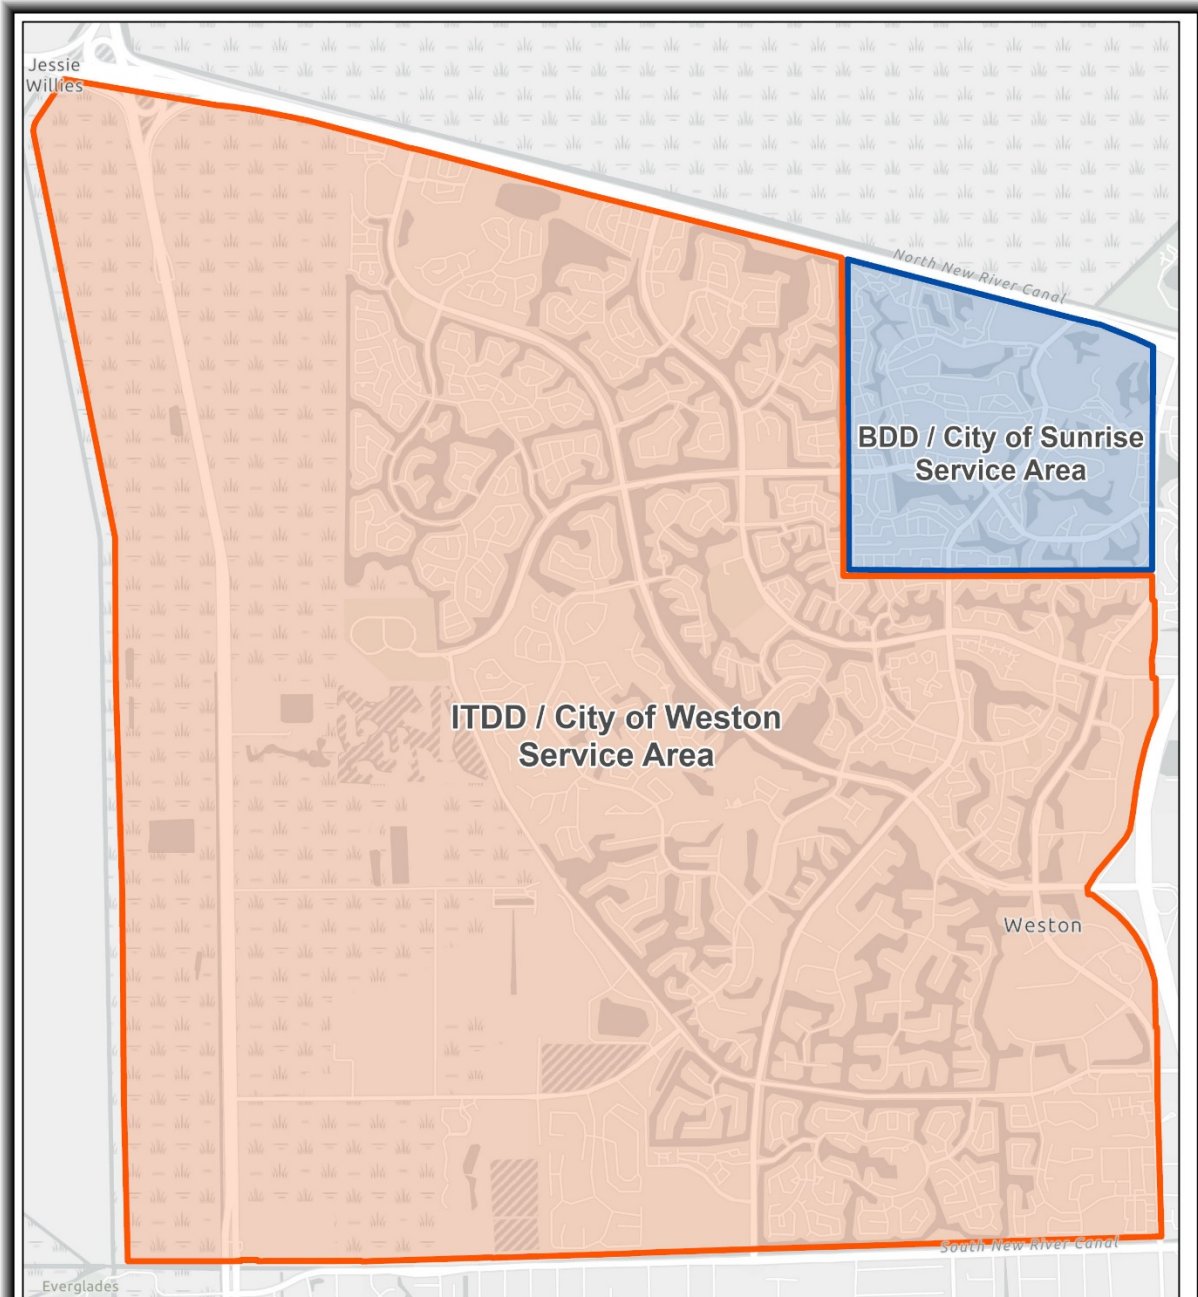 Jessie
Willies
North New River Canal
BDD / City of Sunrise
Service Area
ITDD / City of Weston
Service Area
Weston
South New River Canal
Everglades